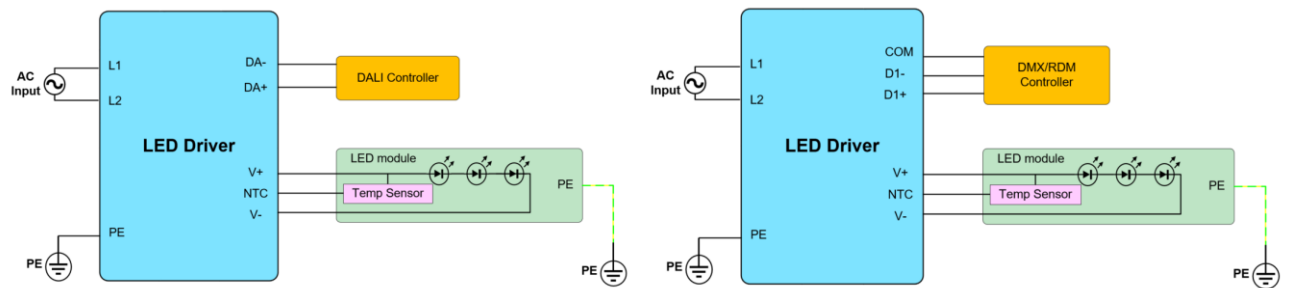 AC
Input
L1
L2
LED Driver
PE
PE
DA-
DA+
DALI Controller
V+
NTC
V-
LED module
Temp Sensor
PE
PE
AC
Input
L1
L2
LED Driver
PE
PE
COM
D1-
D1+
DMX/RDM
Controller
V+
NTC
V-
LED module
Temp Sensor
PE
PE